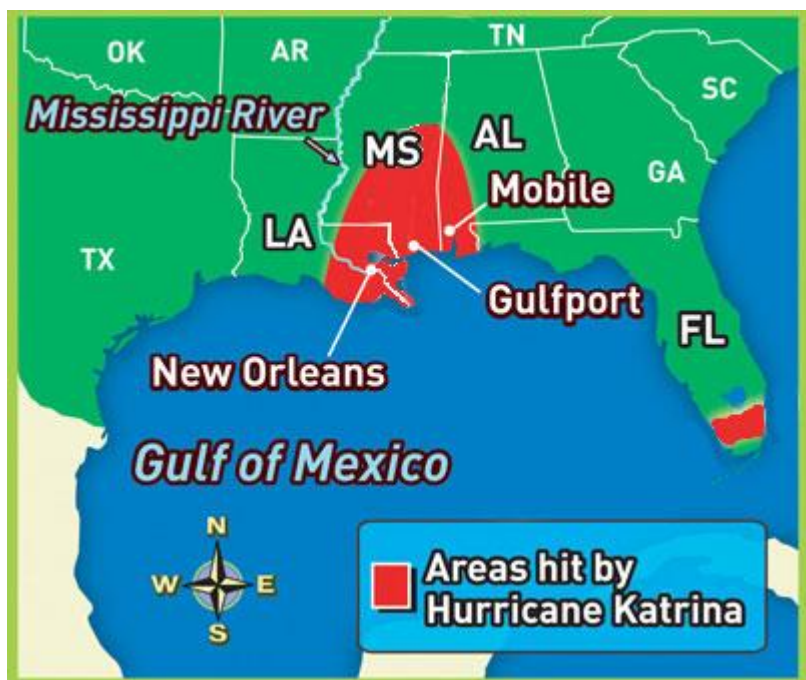 TN
OK
AR
SC
Mississippi River
MS
AL
GA
Mobile
LA
TX
Gulfport
FL
New Orleans
Gulf of Mexico
N
W
E
S
Areas hit by
Hurricane Katrina